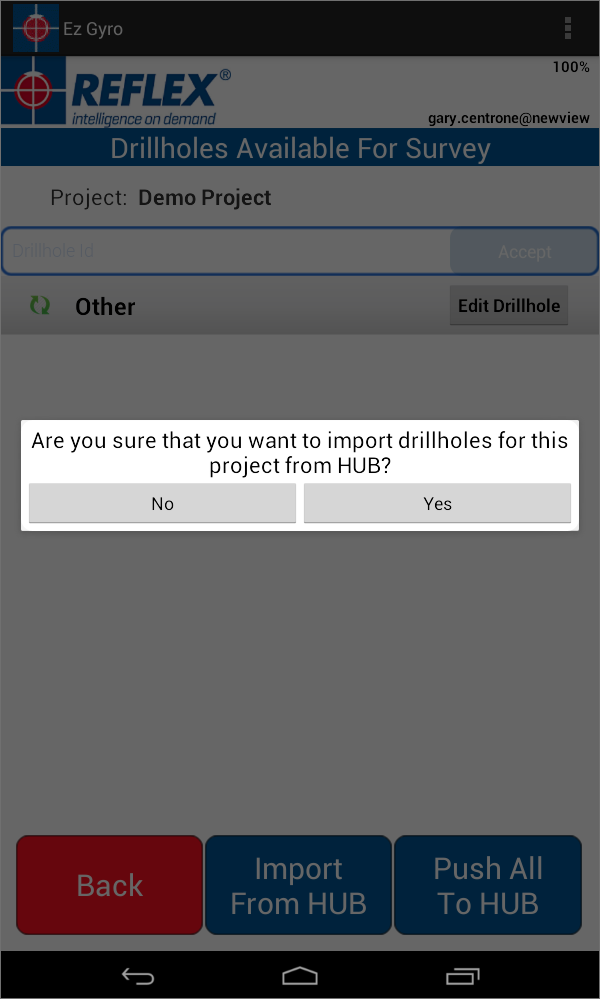 Ez Gyro
100%
REFLEX®
intelligence on demand
gary.centrone@newview
Drillholes Available For Survey
Project: Demo Project
Drillhole Id
Accept
Other
Edit Drillhole
Are you sure that you want to import drillholes for this
project from HUB?
No
Yes
Back
Import
From HUB
Push All
To HUB